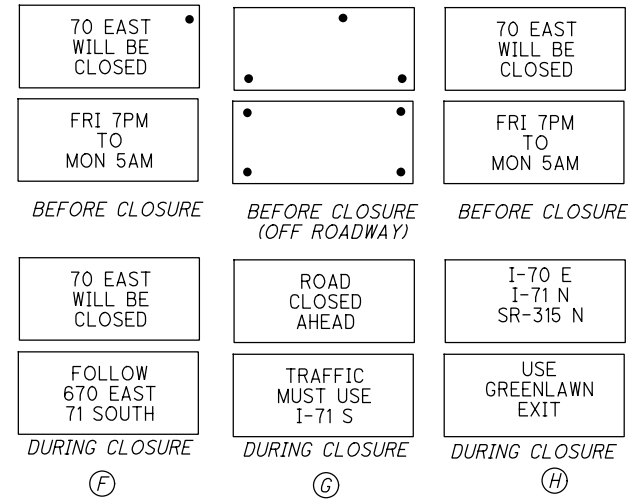 70 EAST
WILL BE
CLOSED
FRI 7PM
TO
MON 5AM
BEFORE CLOSURE
BEFORE CLOSURE
(OFF ROADWAY)
70 EAST
WILL BE
CLOSED
FRI 7PM
TO
MON 5AM
BEFORE CLOSURE
70 EAST
WILL BE
CLOSED
FOLLOW
670 EAST
71 SOUTH
DURING CLOSURE
F
ROAD
CLOSED
AHEAD
TRAFFIC
MUST USE
I-71 S
DURING CLOSURE
G
I-70 E
I-71 N
SR-315 N
USE
GREENLAWN
EXIT
DURING CLOSURE
H